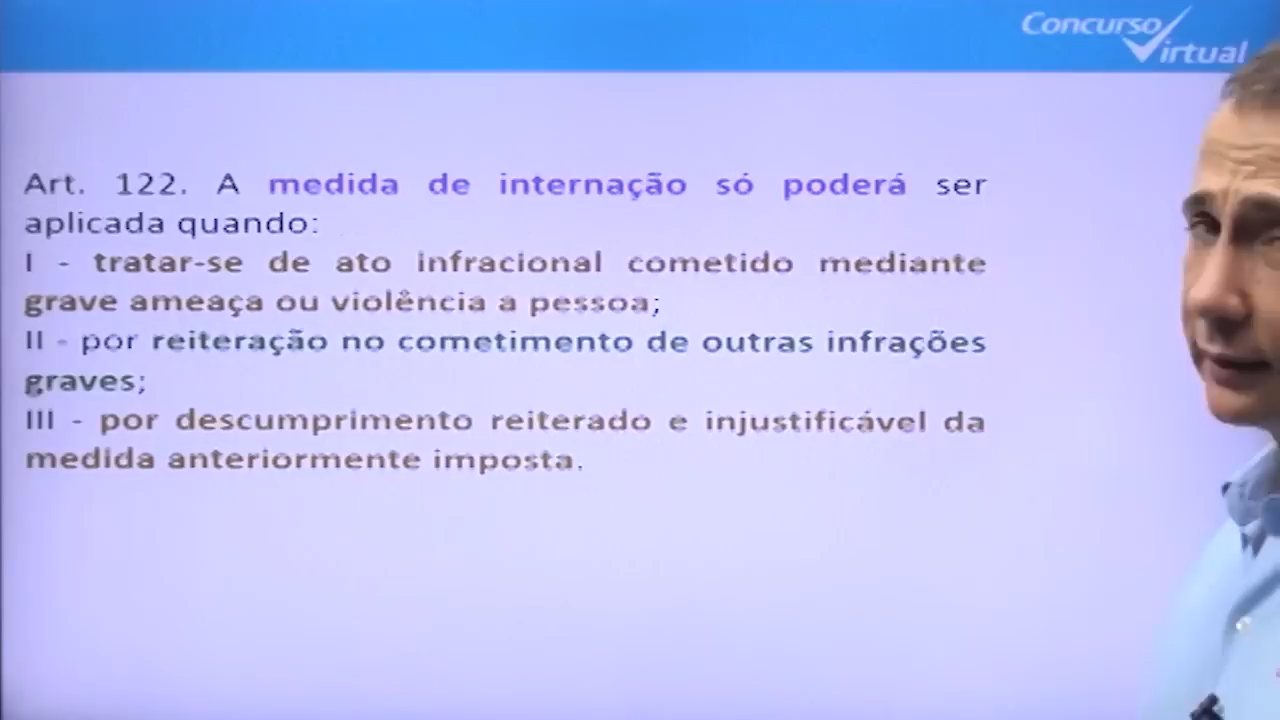 Concurso
Virtual
Art. 122. A medida de internação só poderá ser
aplicada quando:
I - tratar-se de ato infracional cometido mediante
grave ameaça ou violência a pessoa;
II - por reiteração no cometimento de outras infrações
graves;
III - por descumprimento reiterado e injustificável da
medida anteriormente imposta.